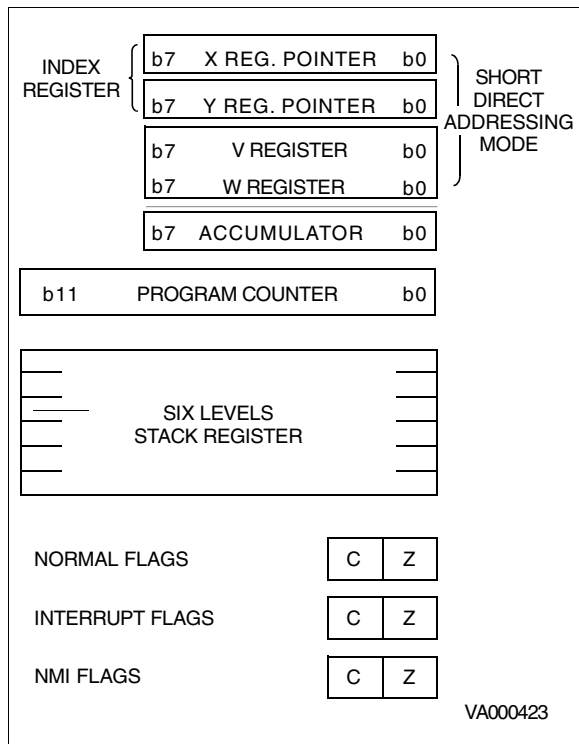 INDEX
REGISTER
b7 X REG. POINTER b0
b7 Y REG. POINTER b0
b7 V REGISTER b0
b7 W REGISTER b0
SHORT
DIRECT
ADDRESSING
MODE
b7 ACCUMULATOR b0
b11 PROGRAM COUNTER b0
SIX LEVELS
STACK REGISTER
NORMAL FLAGS C Z
INTERRUPT FLAGS C Z
NMI FLAGS C Z
VA000423